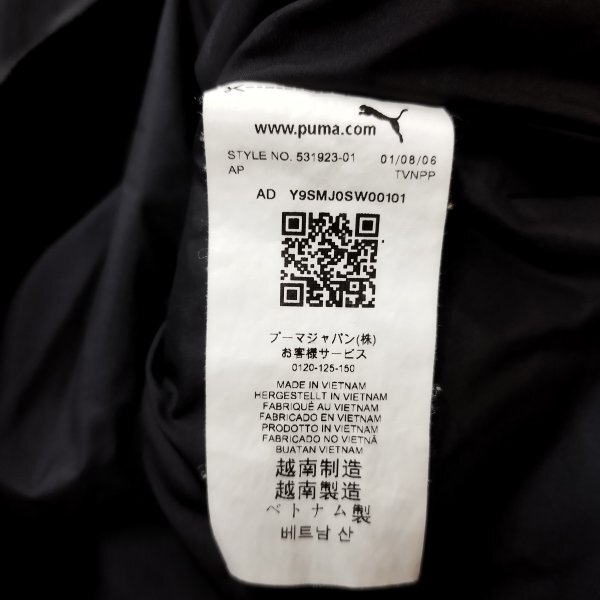 www.puma.com
STYLE NO. 531923-01 01/08/06
AP TVNPP
AD Y9SMJ0SW00101
プーマジャパン(株)
お客様サービス
0120-125-150
MADE IN VIETNAM
HERGESTELLT IN VIETNAM
FABRIQUÉ AU VIETNAM
FABRICADO EN VIETNAM
PRODOTTO IN VIETNAM
FABRICADO NO VIETNÃ
BUATAN VIETNAM
越南制造
越南製造
ベトナム製
베트남 산